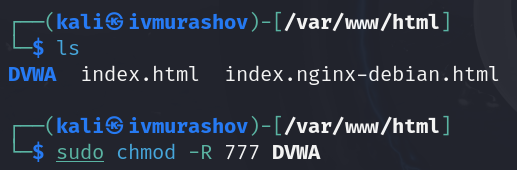 ┌──(kali㉿ivmurashov)-[/var/www/html]
└─$ ls
DVWA  index.html  index.nginx-debian.html
┌──(kali㉿ivmurashov)-[/var/www/html]
└─$ sudo chmod -R 777 DVWA